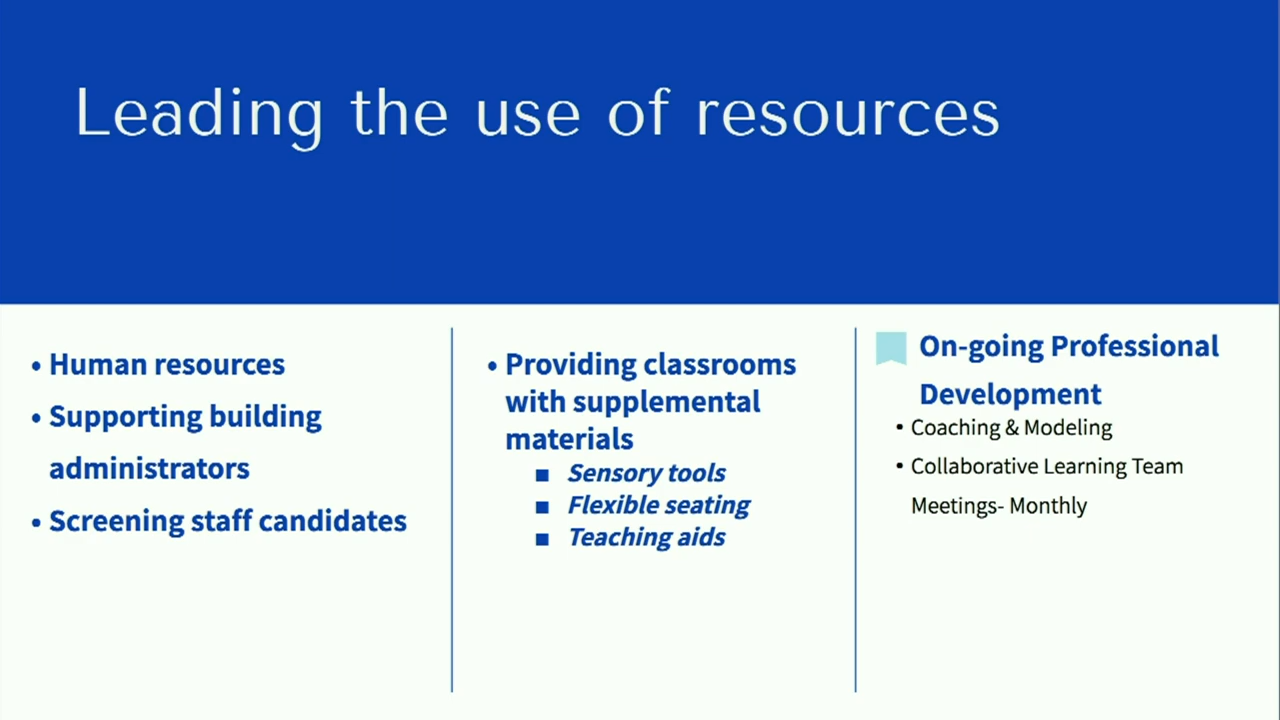 Leading the use of resources
• Human resources
• Supporting building
administrators
• Screening staff candidates
• Providing classrooms
with supplemental
materials
■ Sensory tools
■ Flexible seating
■ Teaching aids
On-going Professional
Development
• Coaching & Modeling
• Collaborative Learning Team
Meetings- Monthly